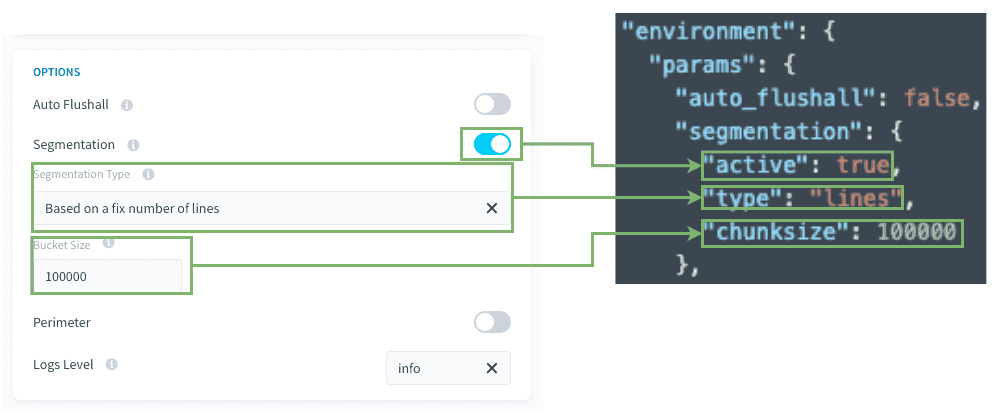 OPTIONS
Auto Flushall
Segmentation
Segmentation Type
Based on a fix number of lines
Bucket Size
100000
Perimeter
Logs Level
info
"environment": {
"params": {
"auto_flushall": false,
"segmentation": {
"active": true,
"type": "lines",
"chunksize": 100000
},